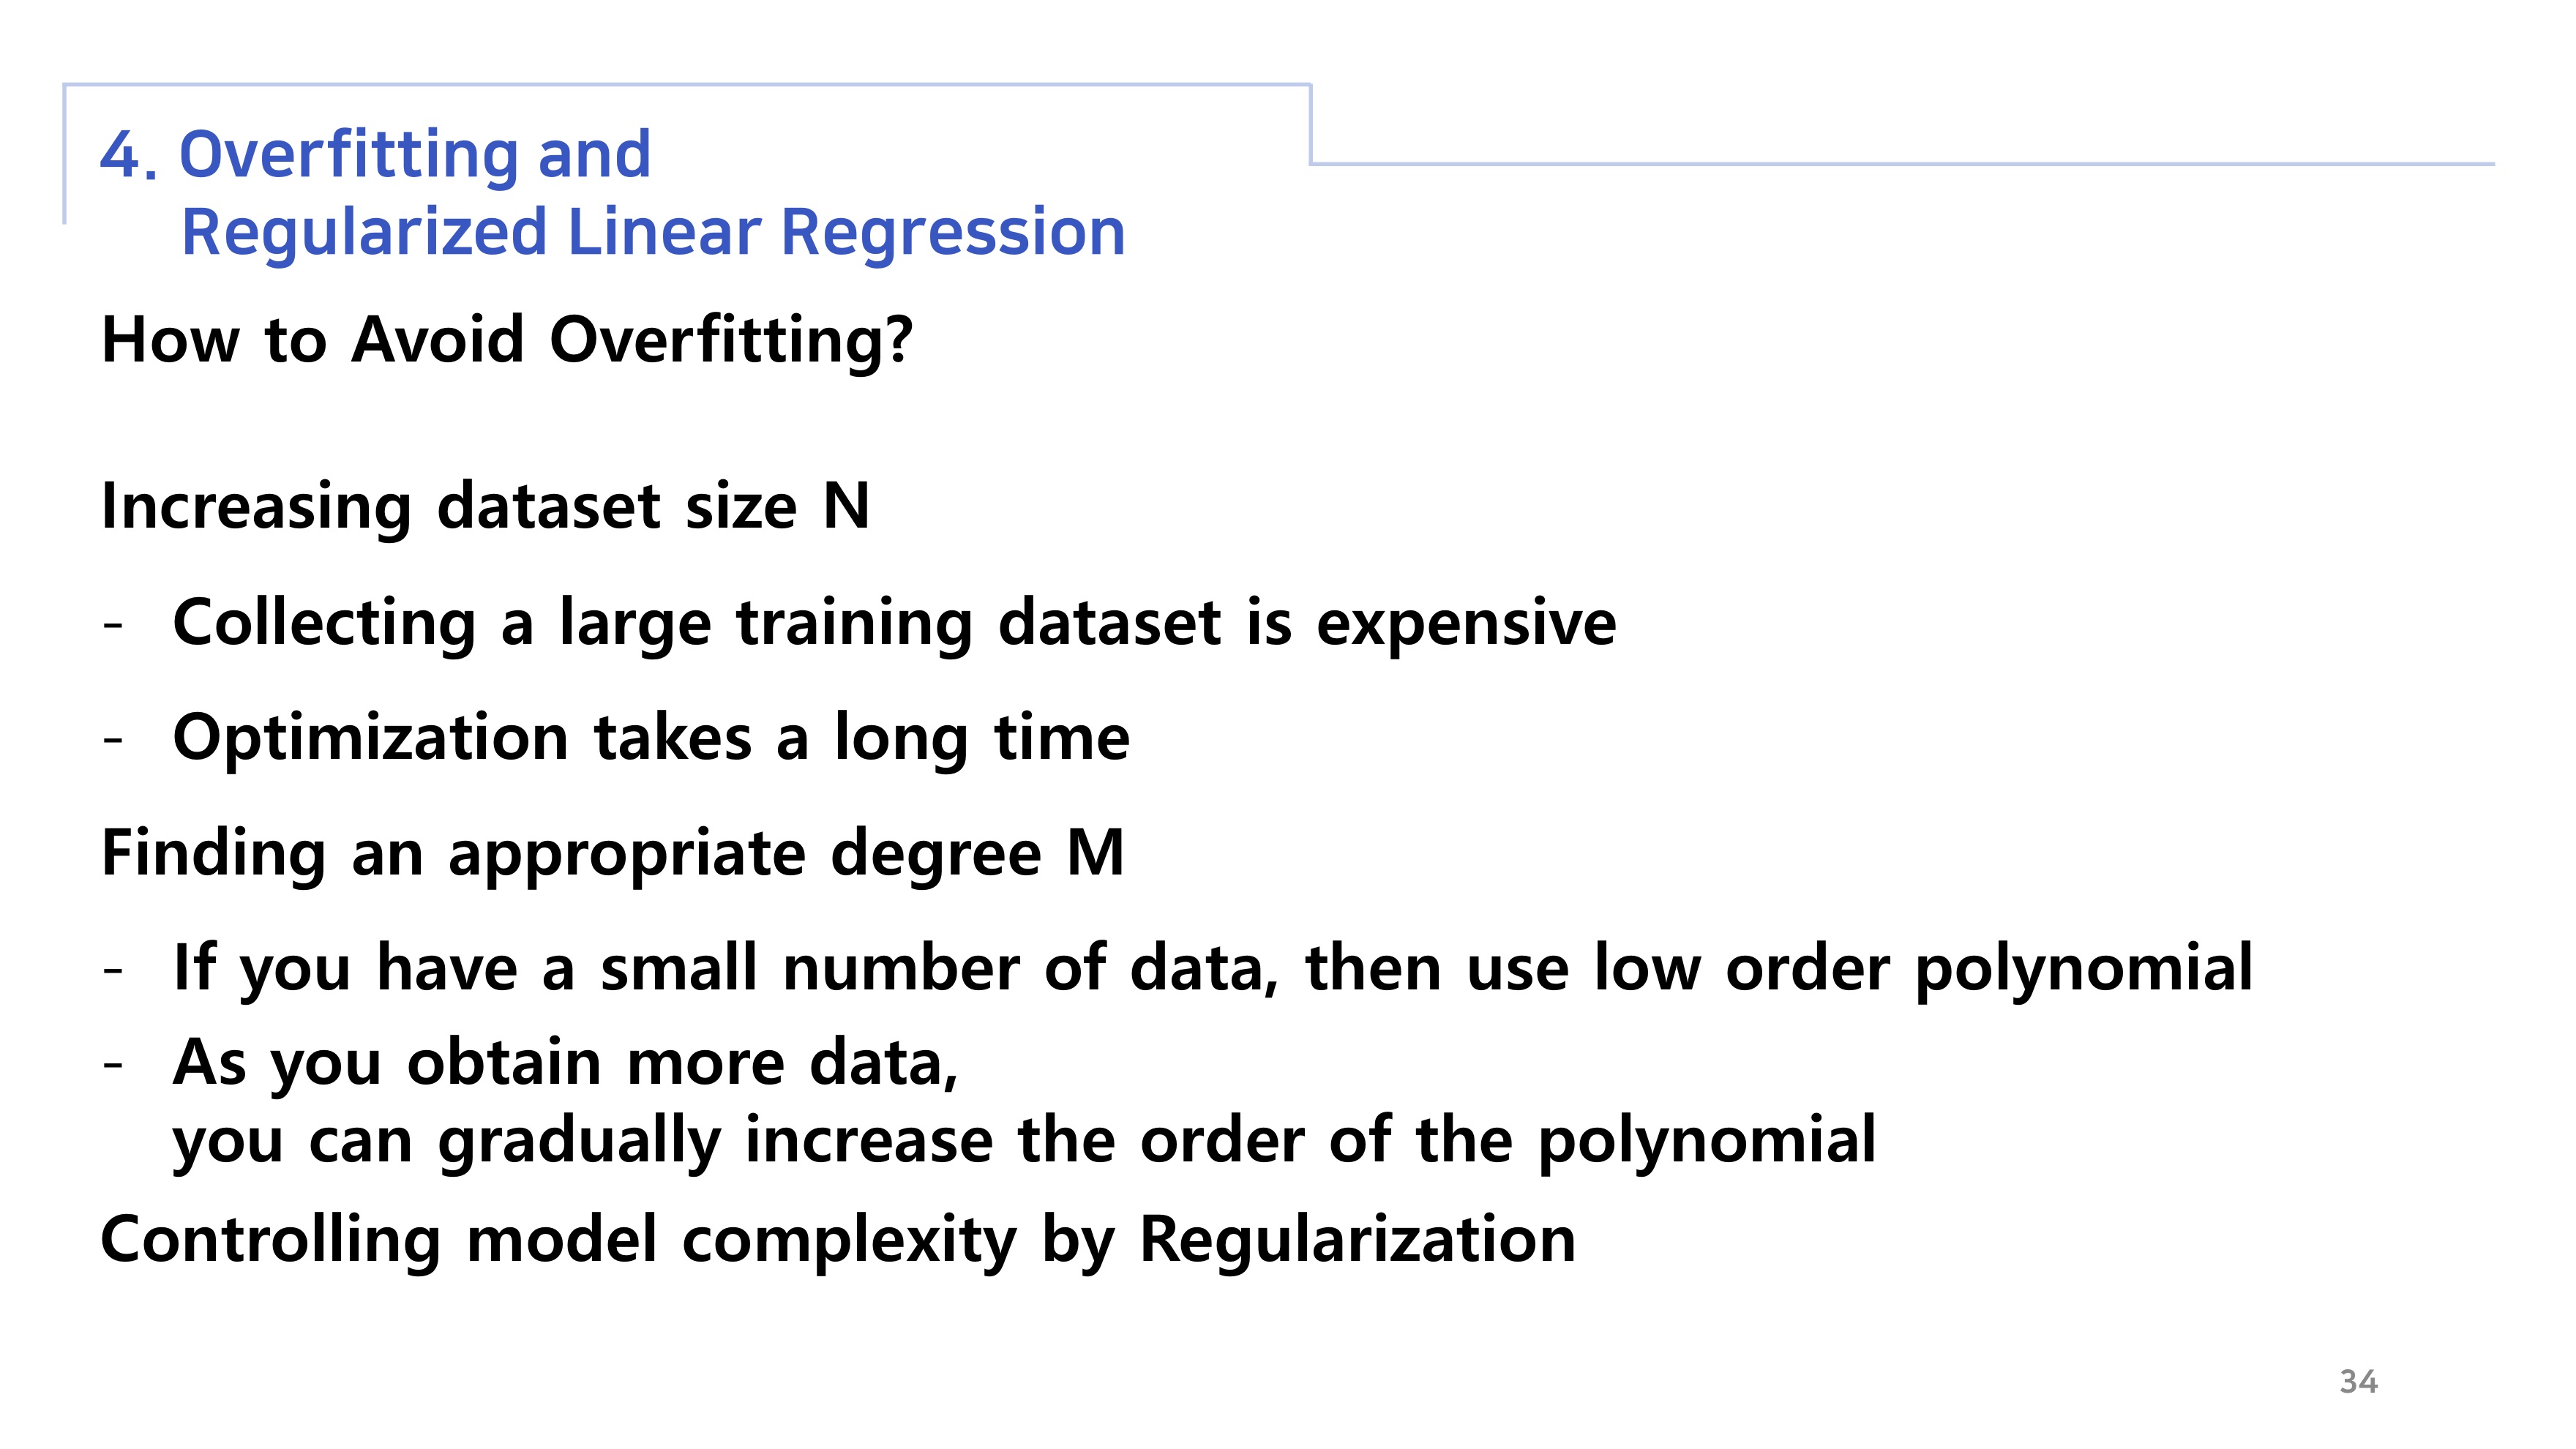 4. Overfitting and
Regularized Linear Regression
How to Avoid Overfitting?
Increasing dataset size N
- Collecting a large training dataset is expensive
- Optimization takes a long time
Finding an appropriate degree M
- If you have a small number of data, then use low order polynomial
- As you obtain more data,
you can gradually increase the order of the polynomial
Controlling model complexity by Regularization
34